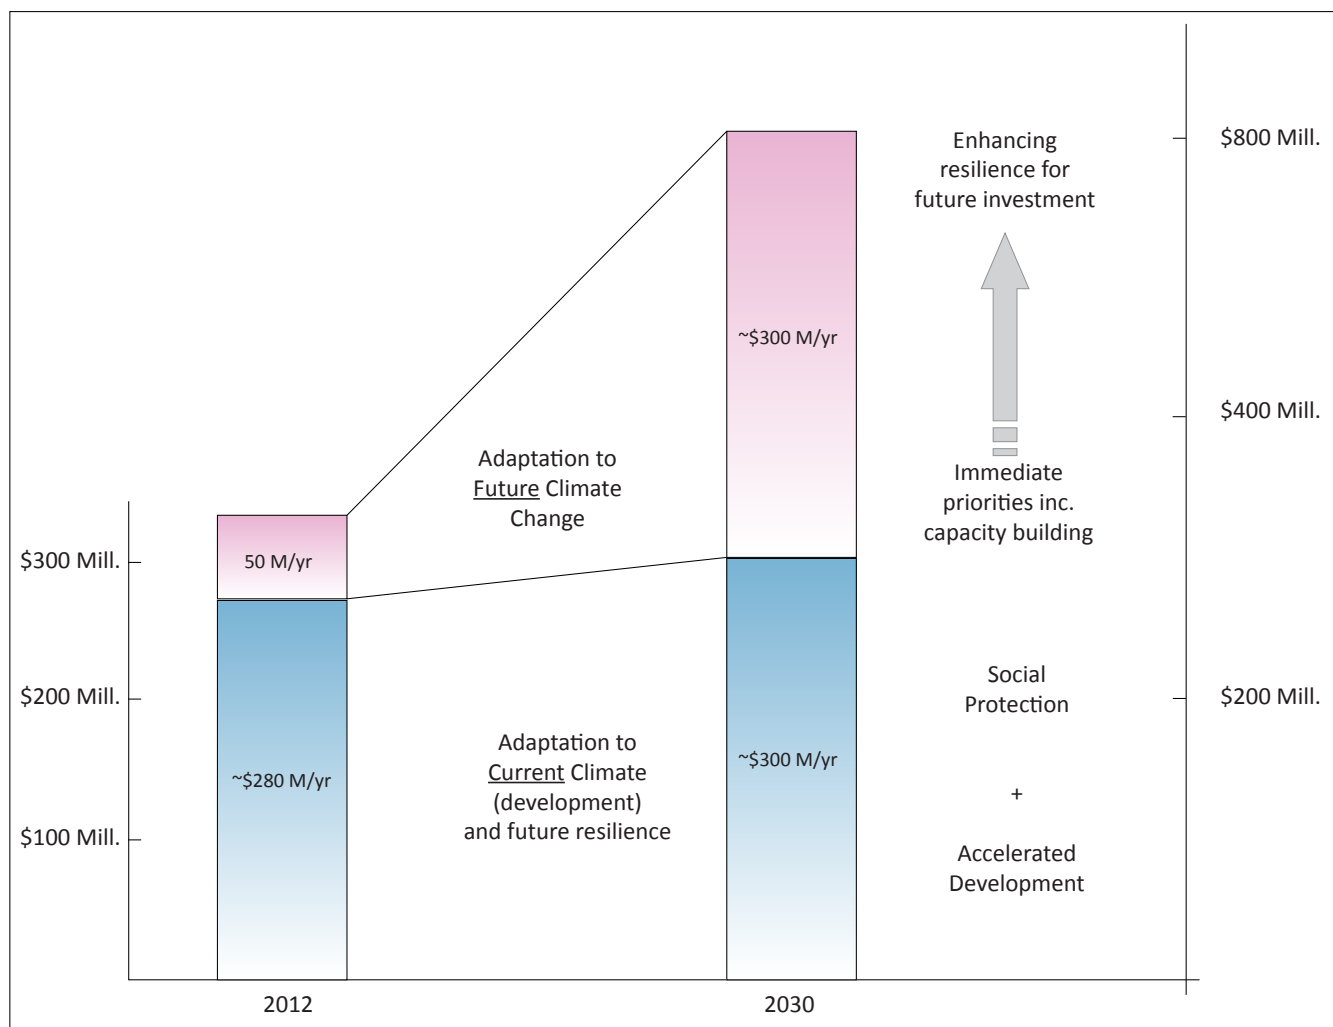 $300 Mill.
$200 Mill.
$100 Mill.
50 M/yr
~$280 M/yr
2012
Adaptation to
Future Climate
Change
Adaptation to
Current Climate
(development)
and future resilience
~$300 M/yr
~$300 M/yr
2030
Enhancing
resilience for
future investment
Immediate
priorities inc.
capacity building
Social
Protection
+
Accelerated
Development
$800 Mill.
$400 Mill.
$200 Mill.